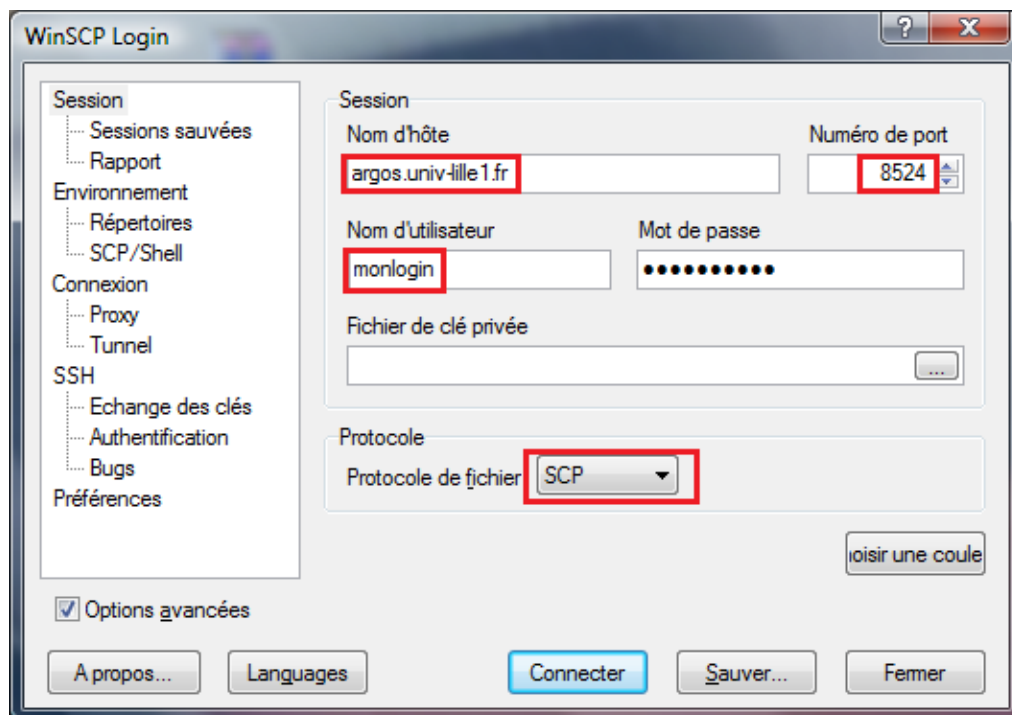 WinSCP Login
?
X
Session
Sessions sauvées
Rapport
Environnement
Répertoires
SCP/Shell
Connexion
Proxy
Tunnel
SSH
Echange des clés
Authentification
Bugs
Préférences
Options avancées
Session
Nom d'hôte
Numéro de port
argos.univ-lille1.fr
8524
Nom d'utilisateur
Mot de passe
monlogin
●●●●●●●●●●
Fichier de clé privée
...
Protocole
Protocole de fichier
SCP
oisir une coule
A propos...
Languages
Connecter
Sauver...
Fermer